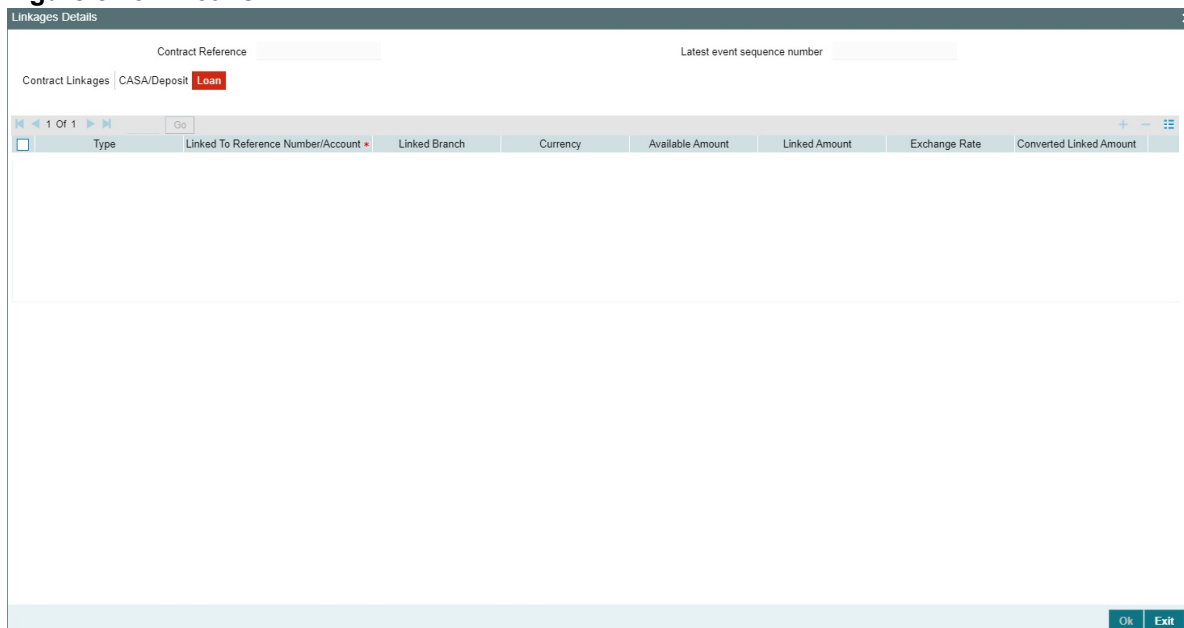 Linkages Details
Contract Reference
Latest event sequence number
Contract Linkages CASA/Deposit Loan
1 Of 1 Go
Type Linked To Reference Number/Account * Linked Branch Currency Available Amount Linked Amount Exchange Rate Converted Linked Amount
Ok Exit